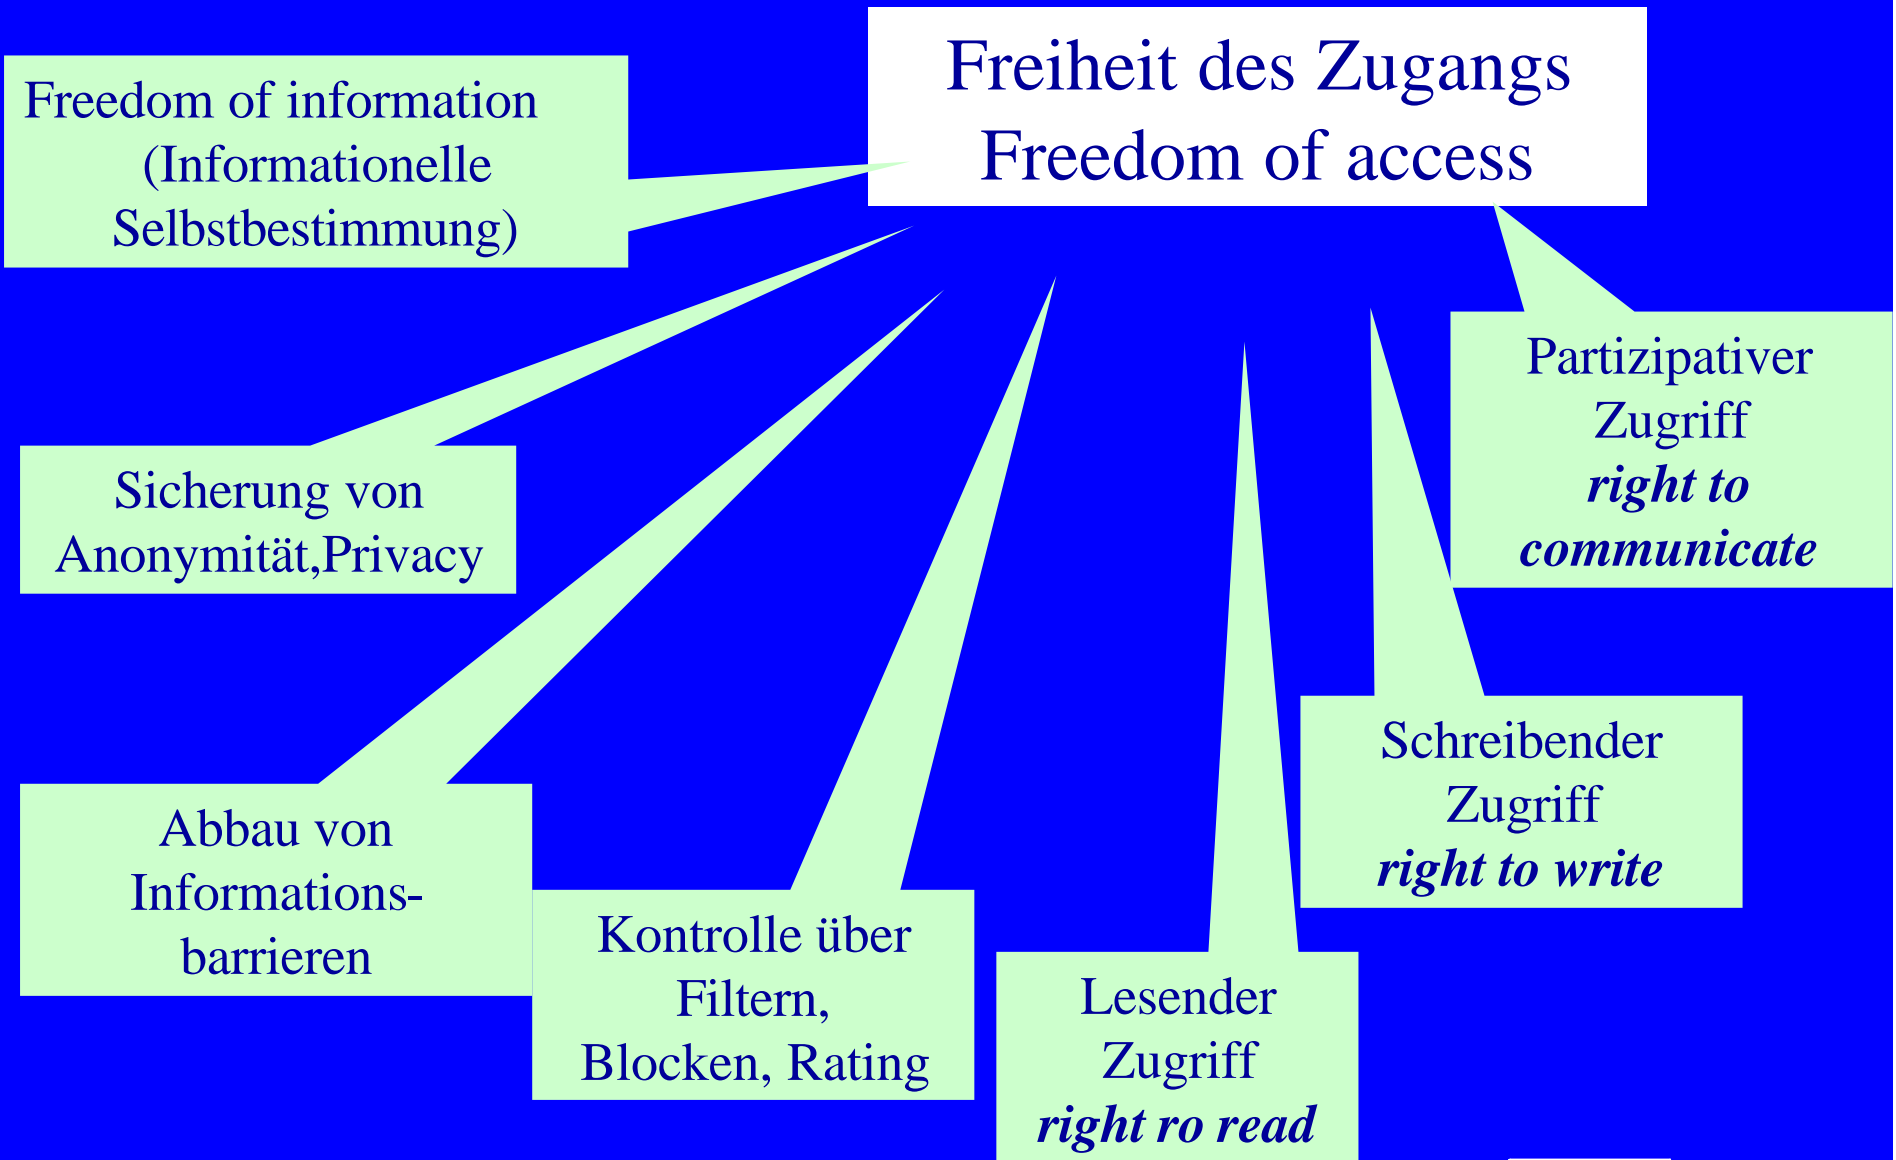 Freiheit des Zugangs
Freedom of access
Freedom of information
(Informationelle
Selbstbestimmung)
Sicherung von
Anonymität,Privacy
Abbau von
Informations-
barrieren
Kontrolle über
Filtern,
Blocken, Rating
Lesender
Zugriff
right ro read
Schreibender
Zugriff
right to write
Partizipativer
Zugriff
right to
communicate